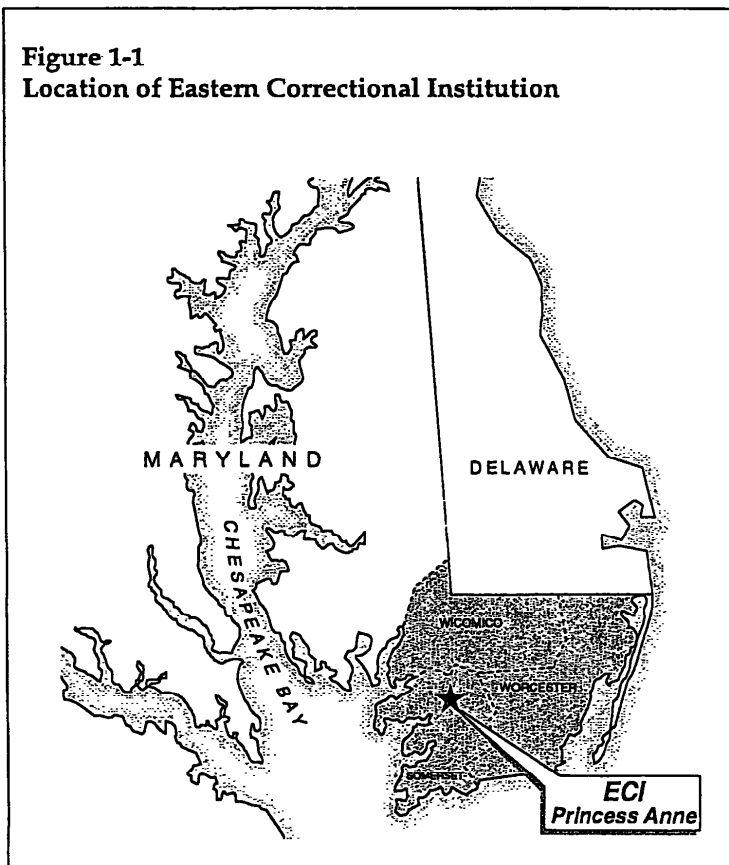 Figure 1-1
Location of Eastern Correctional Institution
MARYLAND
DELAWARE
CHESAPEAKE BAY
WICOMICO
WORCESTER
SOMERSET
ECI
Princess Anne